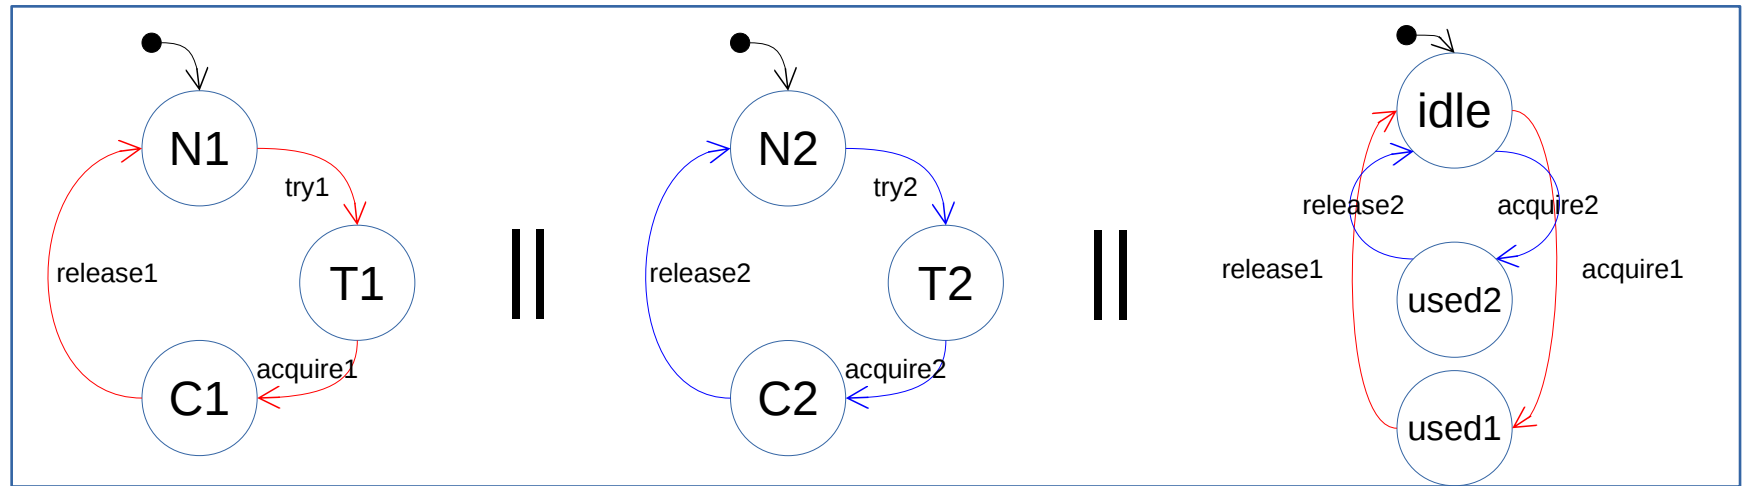 N1
try1
release1
T1
acquire1
C1
N2
try2
release2
T2
acquire2
C2
idle
release2
acquire2
release1
acquire1
used2
used1